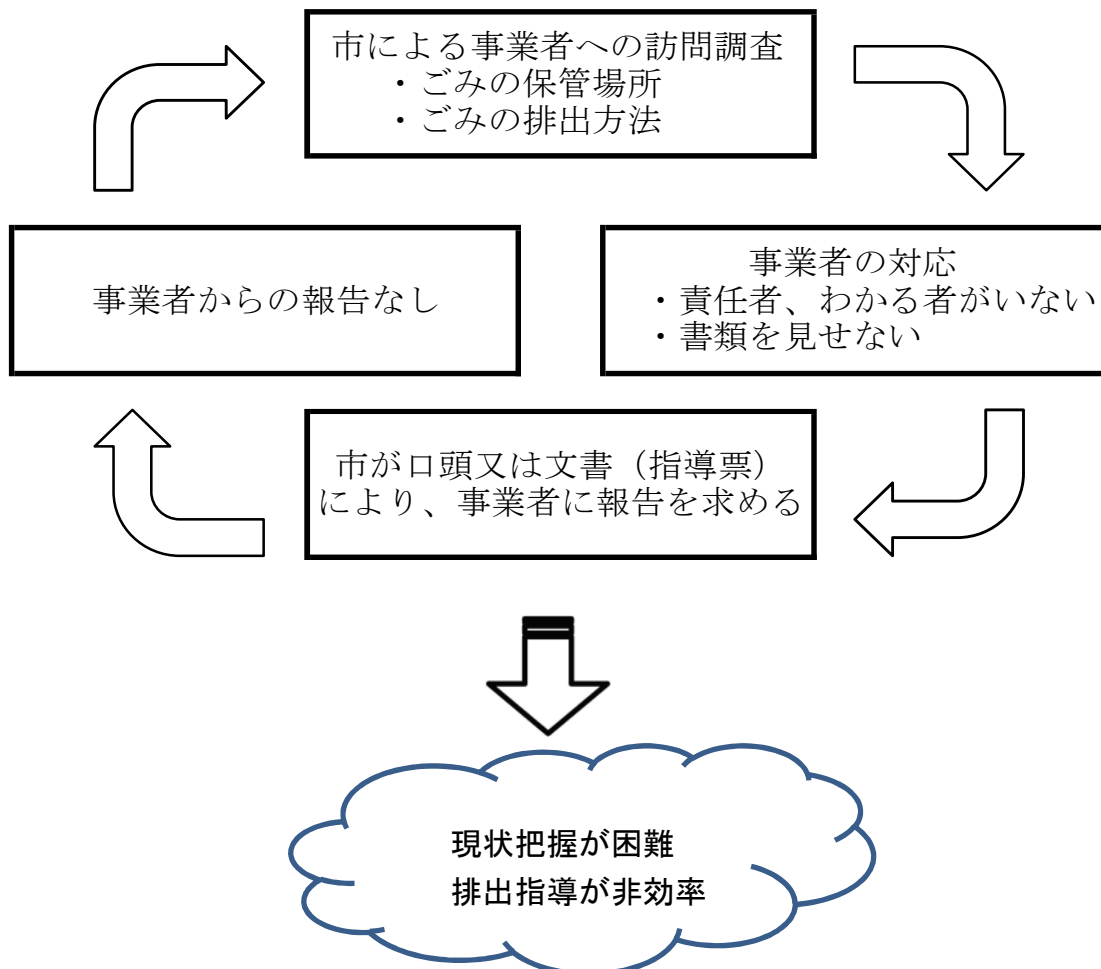 市による事業者への訪問調査
・ごみの保管場所
・ごみの排出方法
事業者の対応
・責任者、わかる者がいない
・書類を見せない
市が口頭又は文書（指導票）
により、事業者に報告を求める
事業者からの報告なし
現状把握が困難
排出指導が非効率